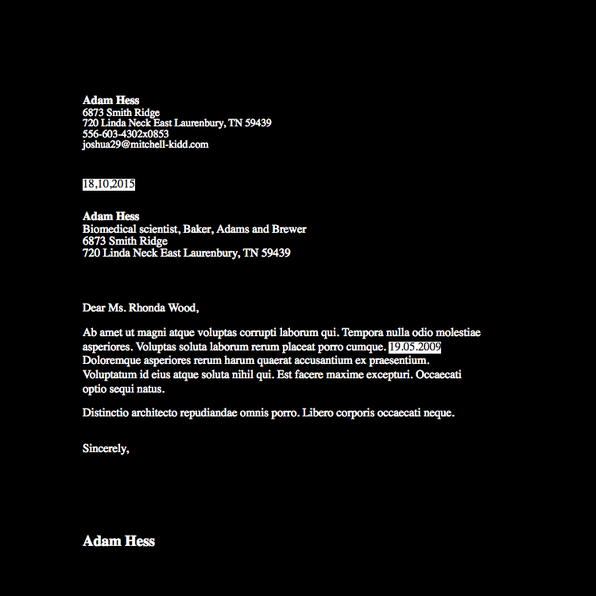 Adam Hess
6873 Smith Ridge
720 Linda Neck East Laurenbury, TN 59439
556-603-4302x0853
joshua29@mitchell-kidd.com
18,10,2015
Adam Hess
Biomedical scientist, Baker, Adams and Brewer
6873 Smith Ridge
720 Linda Neck East Laurenbury, TN 59439
Dear Ms. Rhonda Wood,
Ab amet ut magni atque voluptas corrupti laborum qui. Tempora nulla odio molestiae
asperiores. Voluptas soluta laborum rerum placeat porro cumque. 19.05.2009
Doloremque asperiores rerum harum quaerat accusantium ex praesentium.
Voluptatum id eius atque soluta nihil qui. Est facere maxime excepturi. Occaecati
optio sequi natus.
Distinctio architecto repudiandae omnis porro. Libero corporis occaecati neque.
Sincerely,
Adam Hess